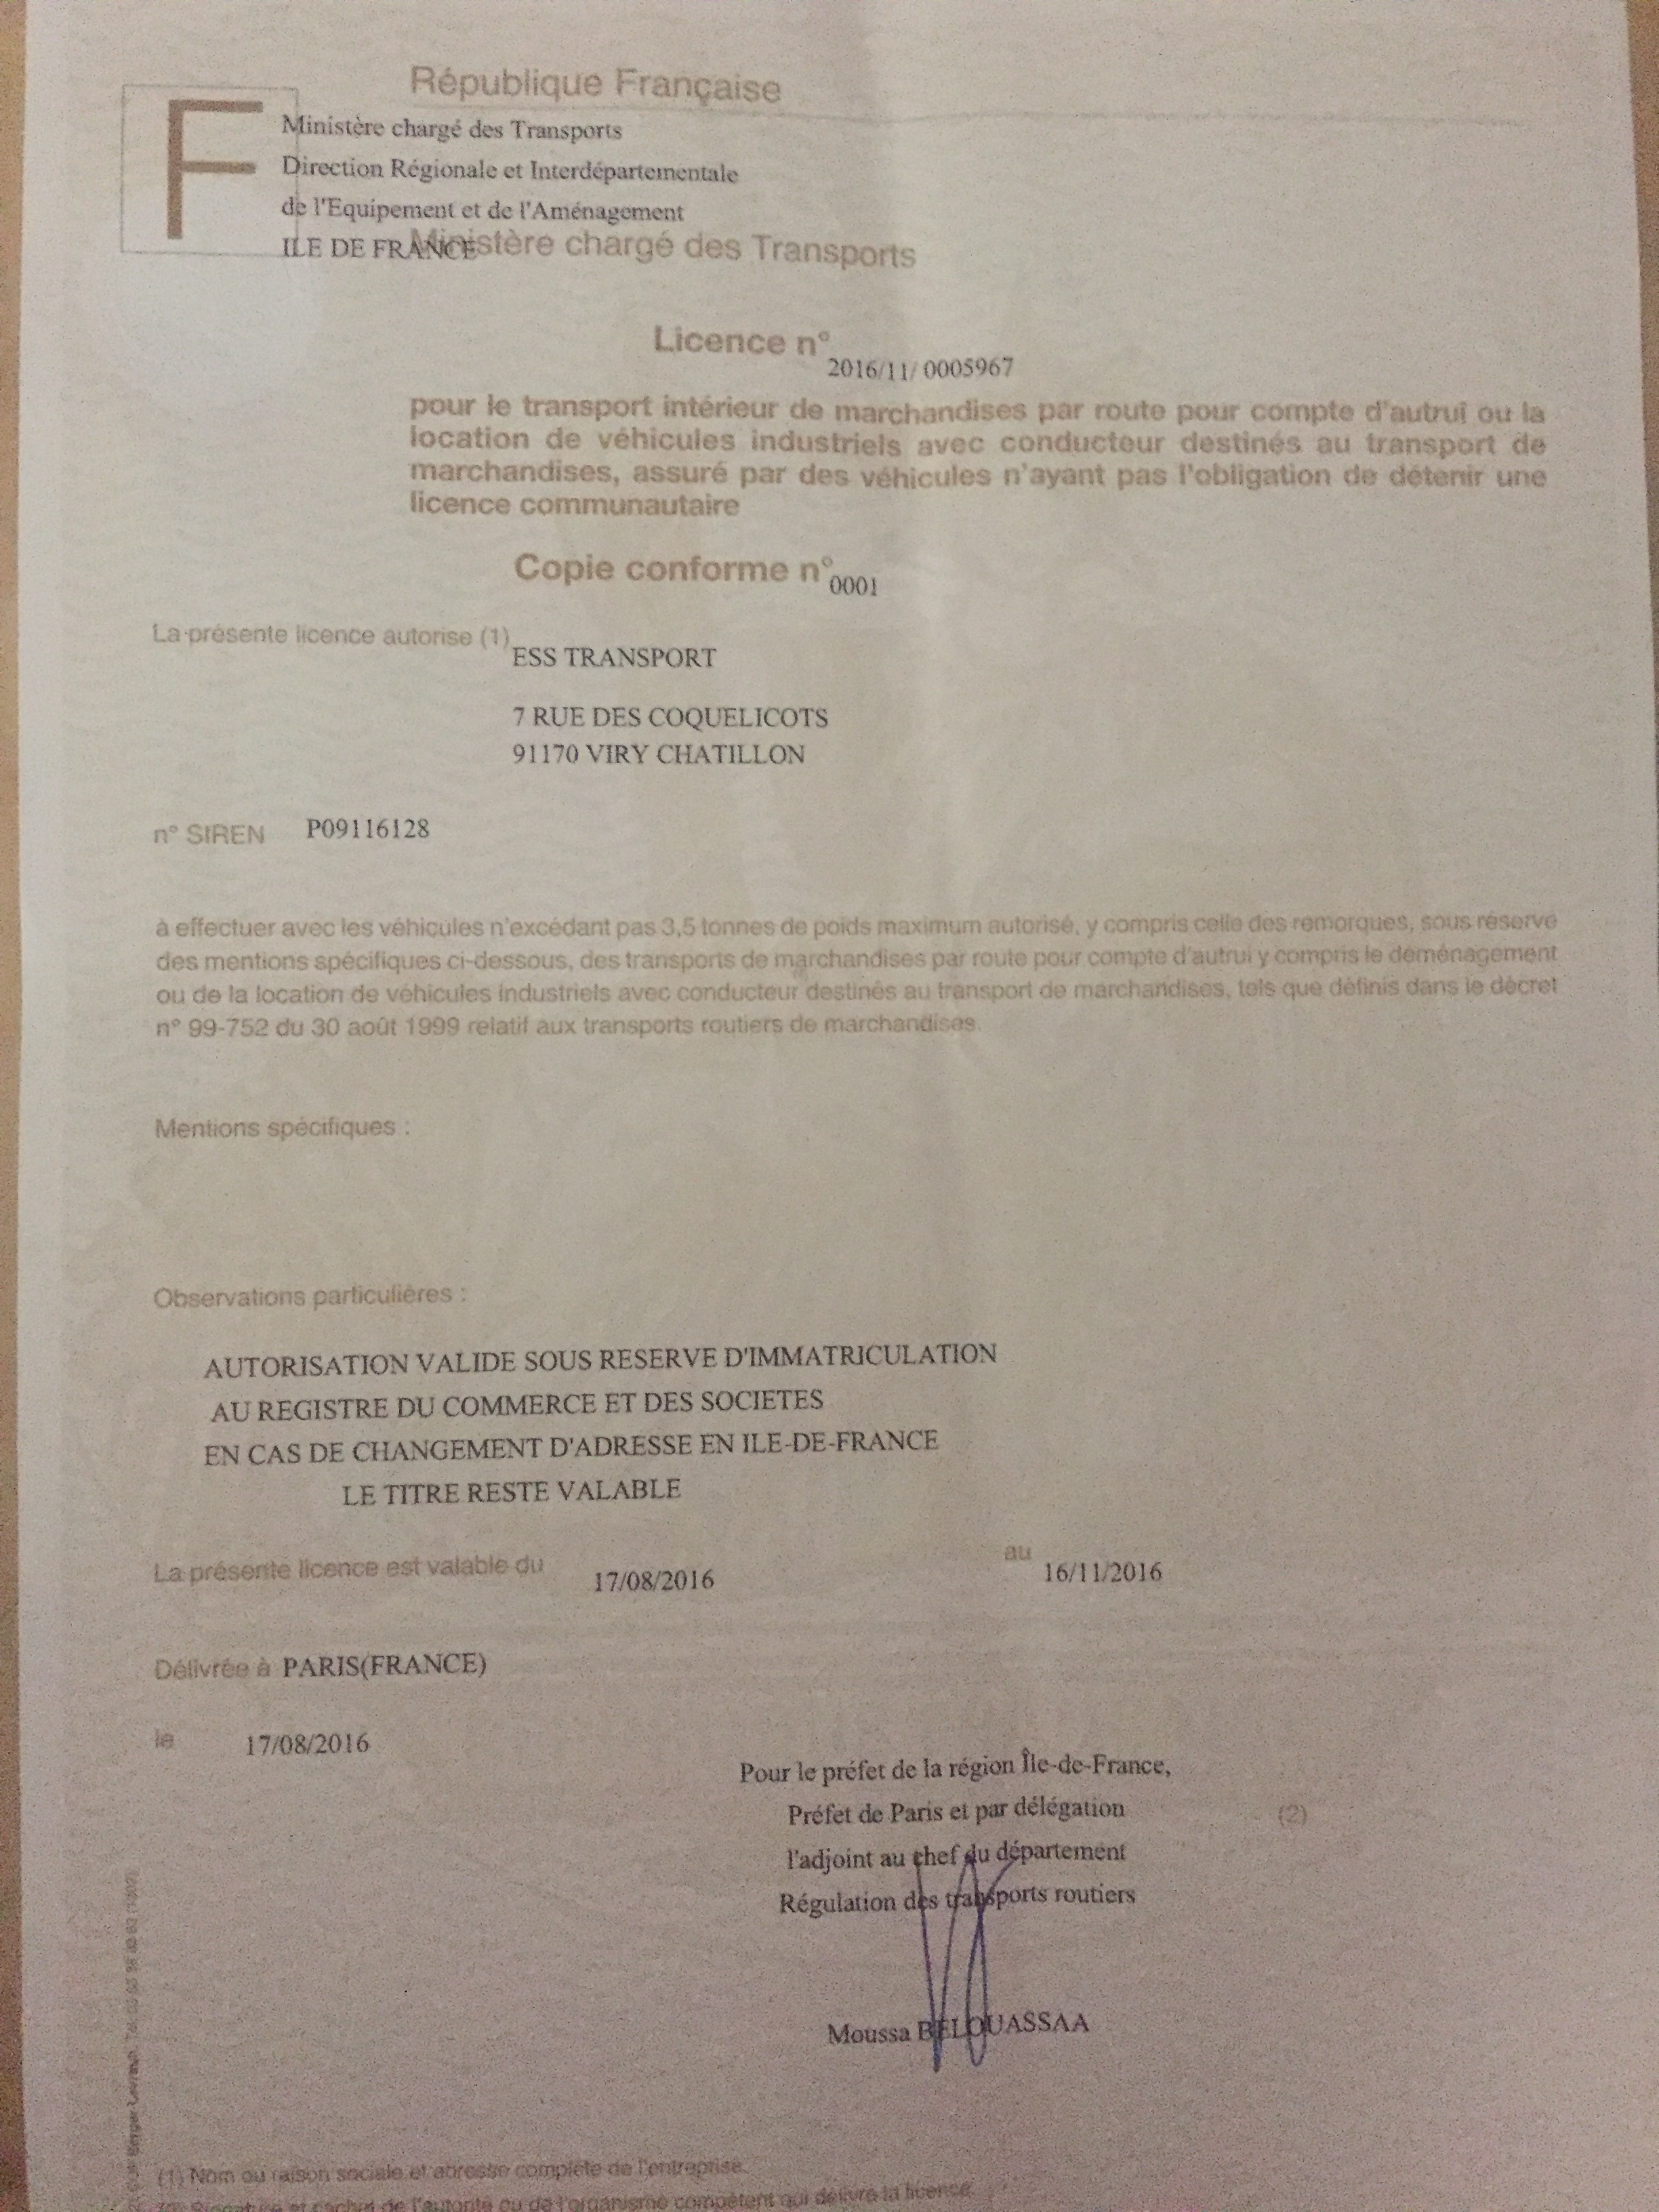 République Française
F
Ministère chargé des Transports
Direction Régionale et Interdépartementale
de l'Equipement et de l'Aménagement
ILE DE FRANCE
Ministère chargé des Transports
Licence n°
2016/11/ 0005967
pour le transport intérieur de marchandises par route pour compte d'autrui ou la
location de véhicules industriels avec conducteur destinés au transport de
marchandises, assuré par des véhicules n'ayant pas l'obligation de détenir une
licence communautaire
Copie conforme n° 0001
La présente licence autorise (1)
ESS TRANSPORT
7 RUE DES COQUELICOTS
91170 VIRY CHATILLON
n° SIREN P09116128
à effectuer avec les véhicules n'excédant pas 3,5 tonnes de poids maximum autorisé, y compris celle des remorques, sous réserve
des mentions spécifiques ci-dessous, des transports de marchandises par route pour compte d'autrui y compris le déménagement
ou de la location de véhicules industriels avec conducteur destinés au transport de marchandises, tels que définis dans le décret
n° 99-752 du 30 août 1999 relatif aux transports routiers de marchandises.
Mentions spécifiques :
Observations particulières :
AUTORISATION VALIDE SOUS RESERVE D'IMMATRICULATION
AU REGISTRE DU COMMERCE ET DES SOCIETES
EN CAS DE CHANGEMENT D'ADRESSE EN ILE-DE-FRANCE
LE TITRE RESTE VALABLE
La présente licence est valable du 17/08/2016 au 16/11/2016
Délivrée à PARIS(FRANCE)
le 17/08/2016
Pour le préfet de la région Île-de-France,
Préfet de Paris et par délégation
(2)
l'adjoint au chef du département
Régulation des transports routiers
Moussa BELOUASSAA
Berger-Levrault
(1) Nom ou raison sociale et adresse complète de l'entreprise.
(2) Signature et cachet de l'autorité ou de l'organisme compétent qui délivre la licence.